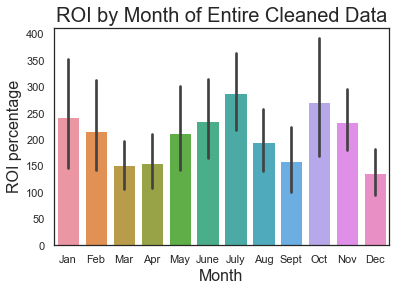 ROI by Month of Entire Cleaned Data
ROI percentage
400
350
300
250
200
150
100
50
0
Jan Feb Mar Apr May June July Aug Sept Oct Nov Dec
Month